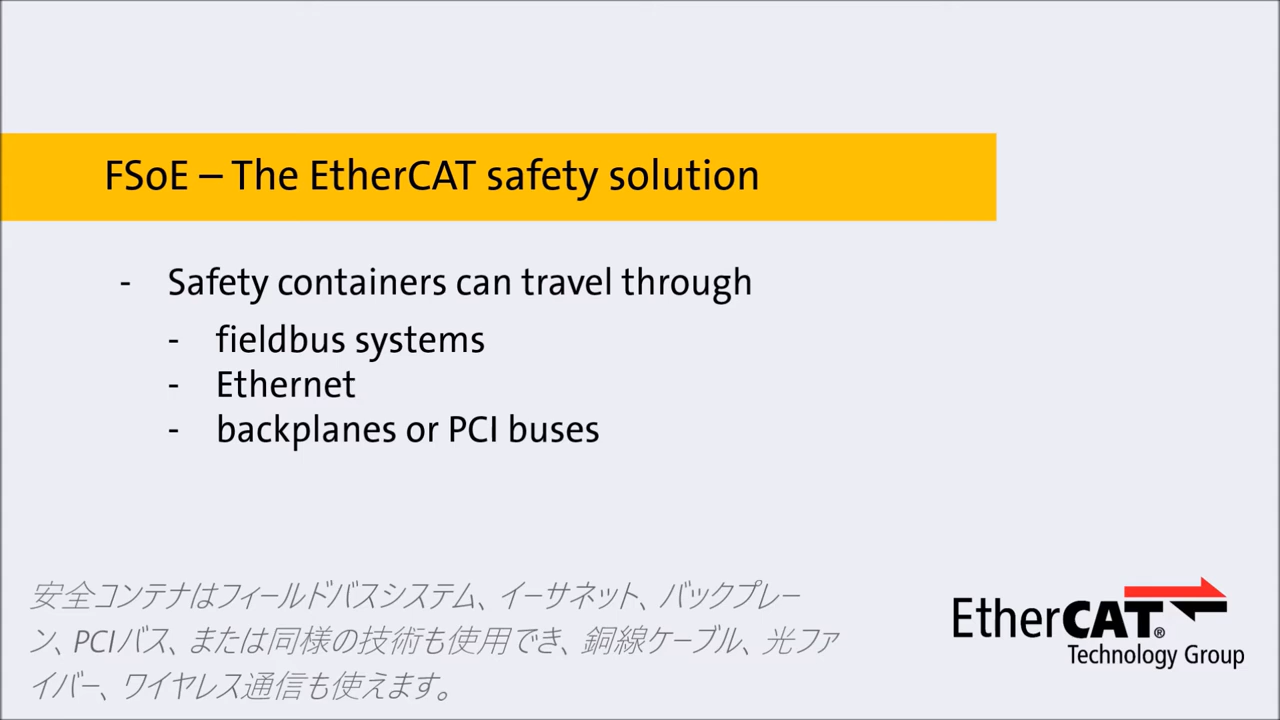 FSoE – The EtherCAT safety solution
- Safety containers can travel through
- fieldbus systems
- Ethernet
- backplanes or PCI buses
安全コンテナはフィールドバスシステム、イーサネット、バックプレー
ン、PCIバス、または同様の技術も使用でき、銅線ケーブル、光ファ
イバー、ワイヤレス通信も使えます。
EtherCAT®
Technology Group